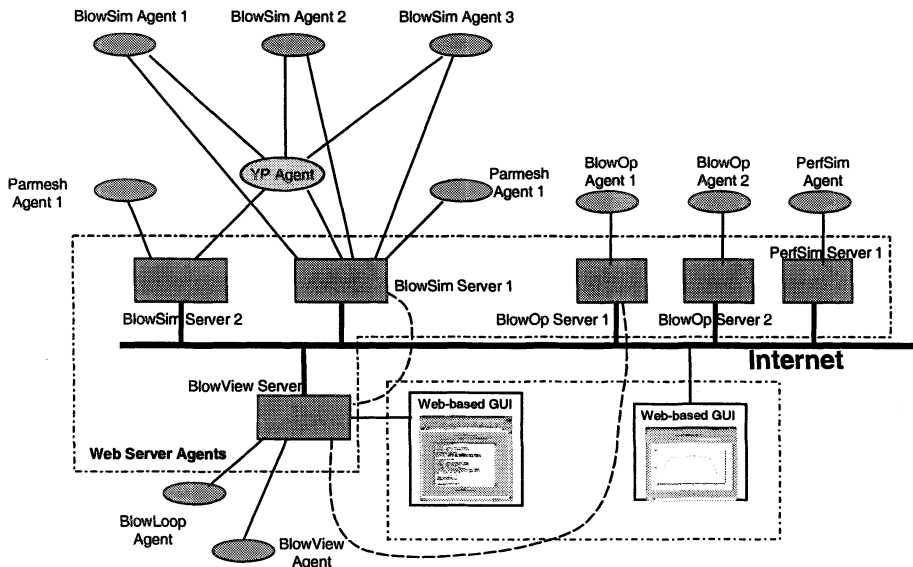 BlowSim Agent 1
BlowSim Agent 2
BlowSim Agent 3
YP Agent
Parmesh
Agent 1
Parmesh
Agent 1
BlowOp
Agent 1
BlowOp
Agent 2
PerfSim
Agent
PerfSim Server 1
BlowSim Server 1
BlowSim Server 2
BlowOp Server 1
BlowOp Server 2
Internet
BlowView Server
Web-based GUI
Web-based GUI
Web Server Agents
BlowLoop
Agent
BlowView
Agent